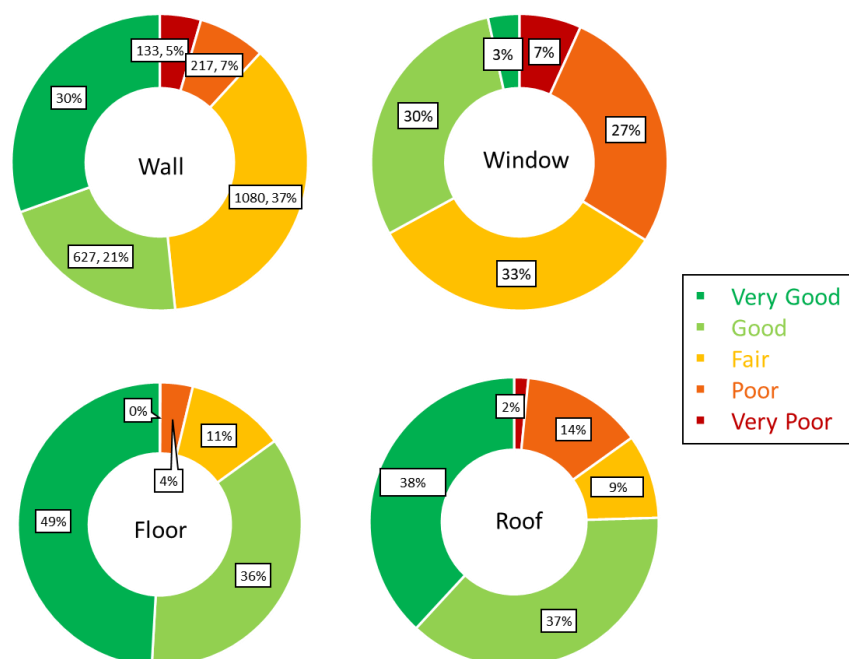 133, 5%
217, 7%
30%
Wall
1080, 37%
627, 21%
3%
7%
30%
27%
Window
33%
Very Good
Good
Fair
Poor
Very Poor
0%
11%
4%
49%
Floor
36%
2%
14%
38%
9%
Roof
37%